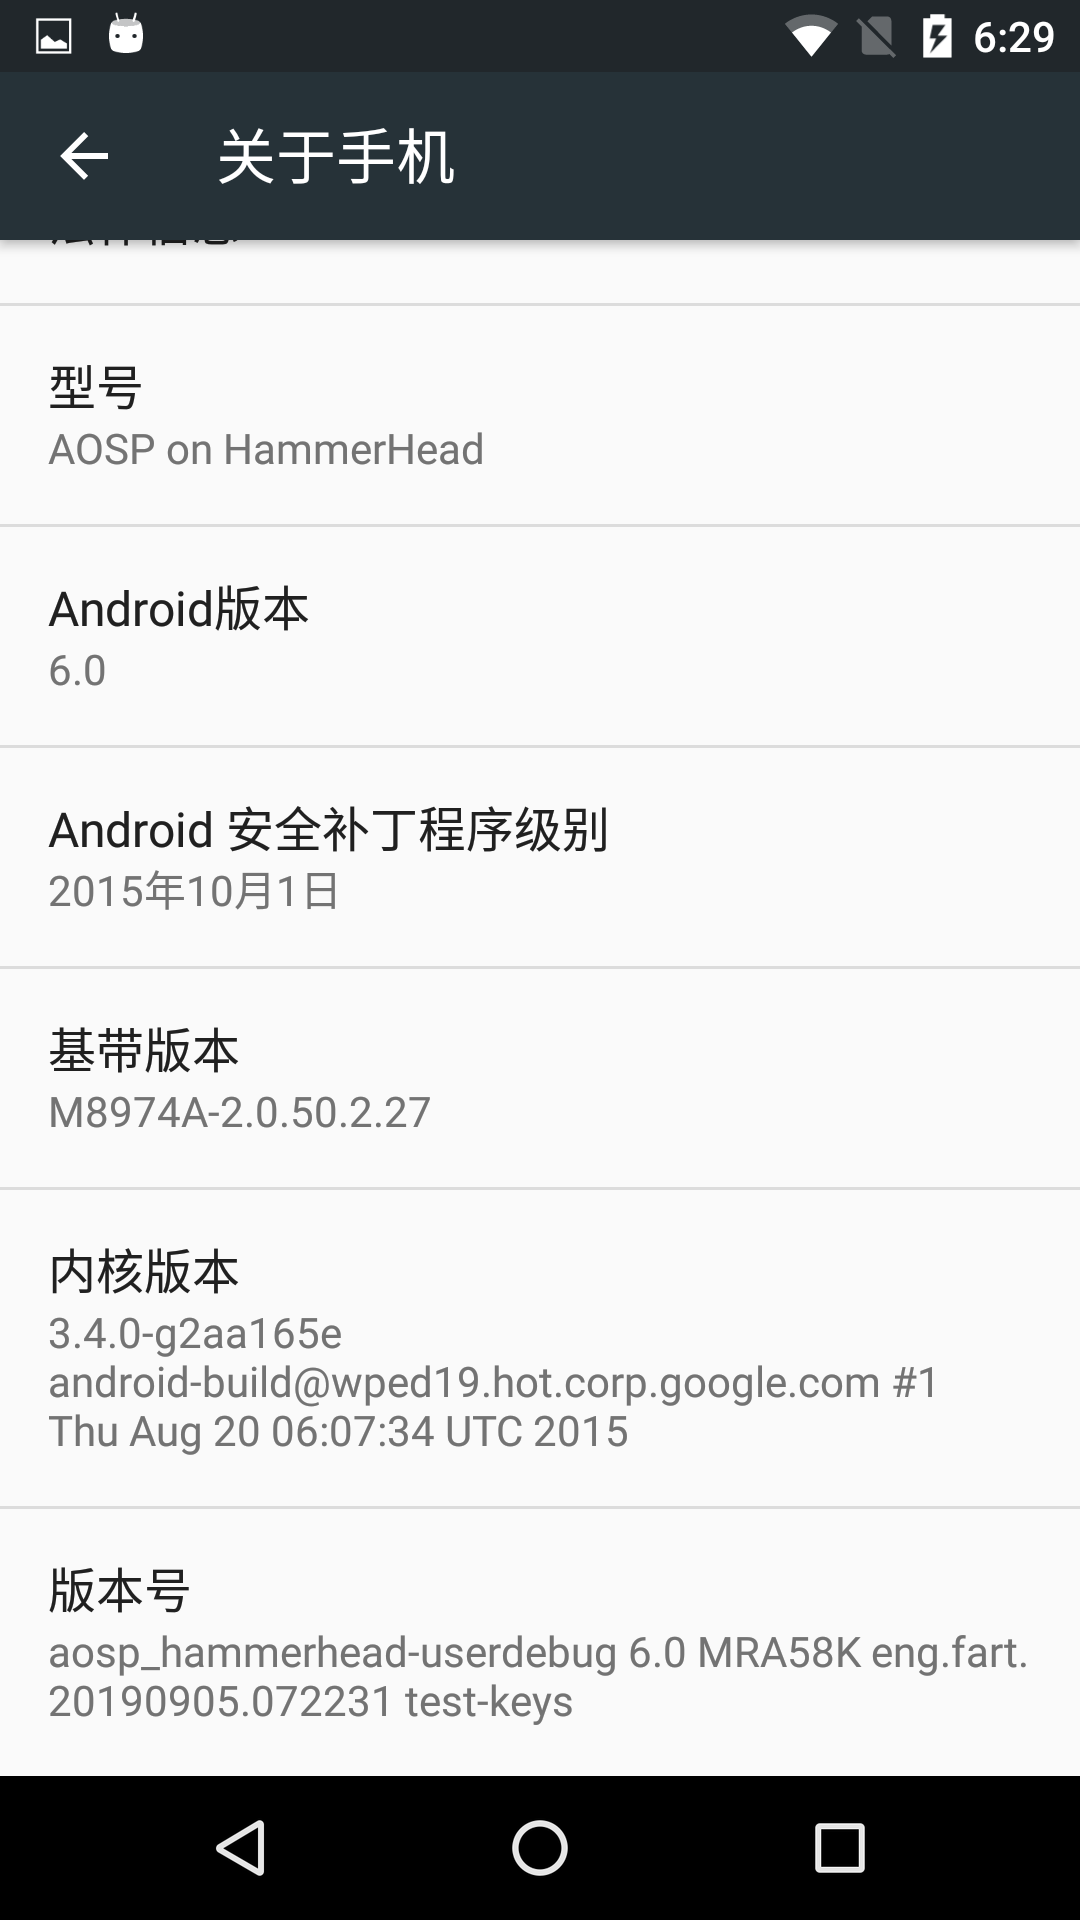 6:29
关于手机
型号
AOSP on HammerHead
Android版本
6.0
Android 安全补丁程序级别
2015年10月1日
基带版本
M8974A-2.0.50.2.27
内核版本
3.4.0-g2aa165e
android-build@wped19.hot.corp.google.com #1
Thu Aug 20 06:07:34 UTC 2015
版本号
aosp_hammerhead-userdebug 6.0 MRA58K eng.fart.
20190905.072231 test-keys